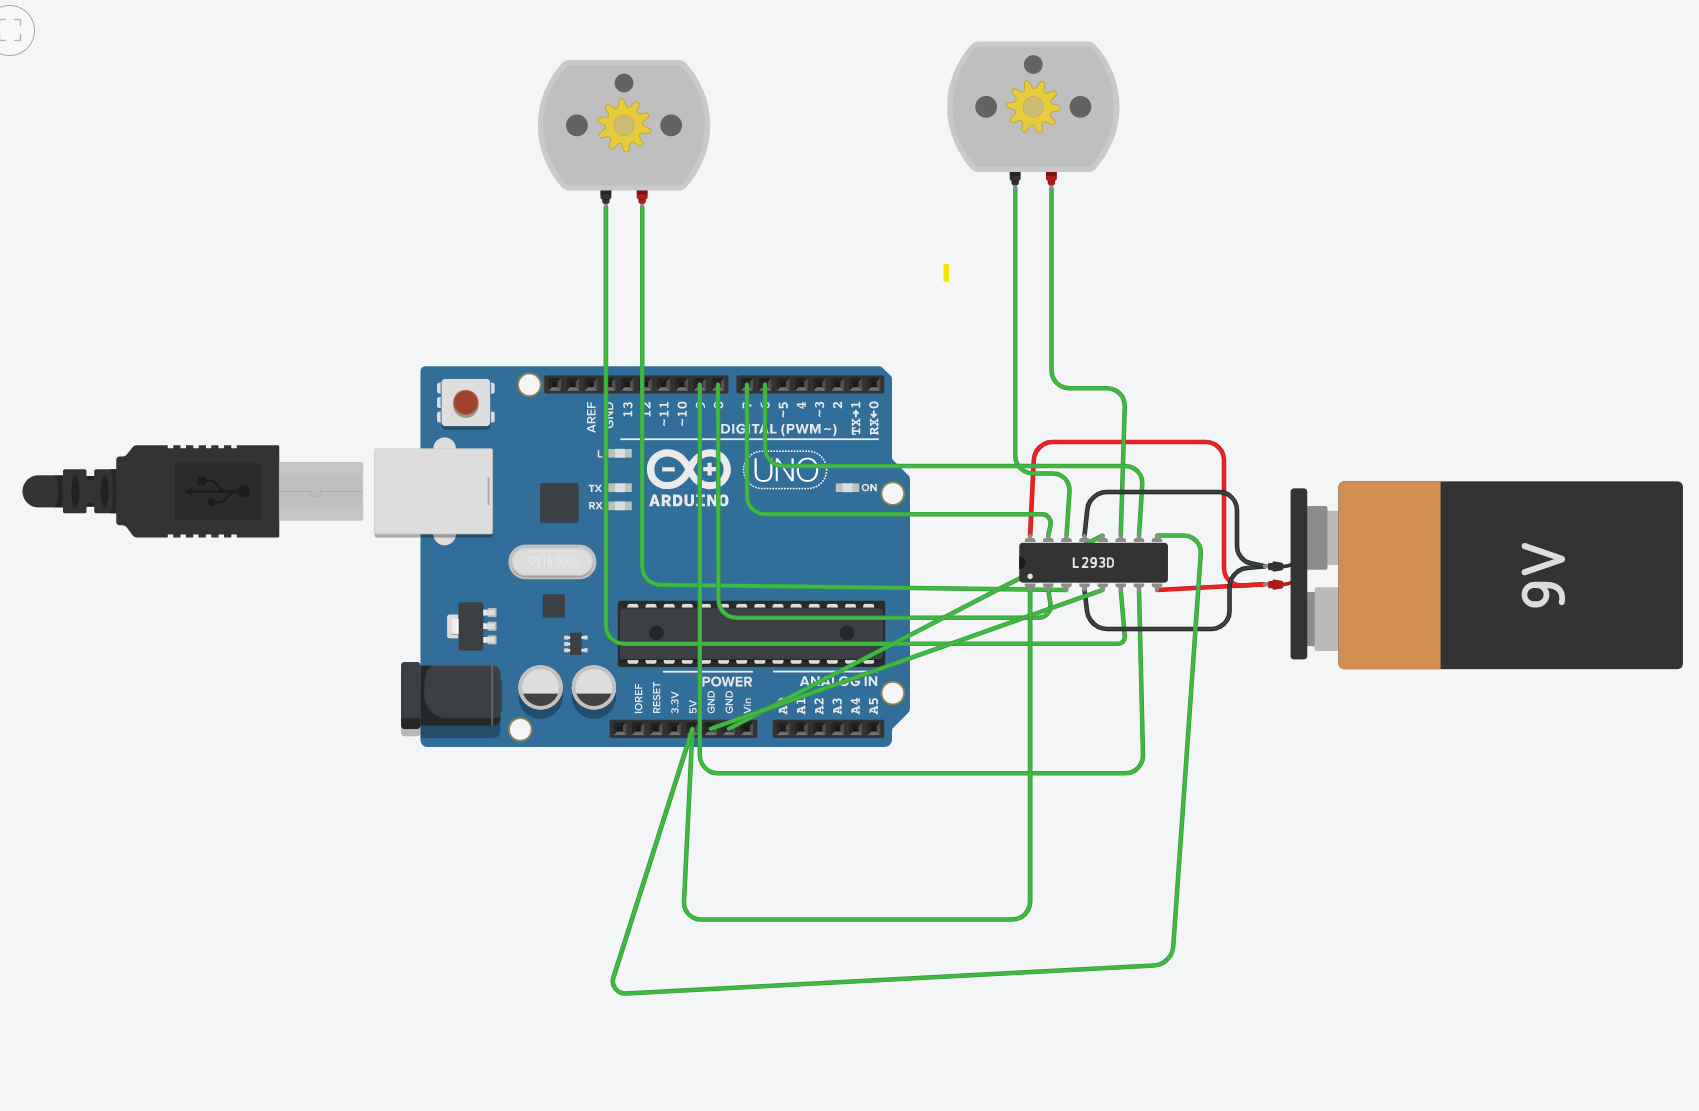 AREF
GND
13
12
~11
~10
9
8
7
6
~5
4
~3
2
TX→1
RX←0
DIGITAL (PWM~)
L
TX
RX
UNO
ARDUINO
ON
SPK16.000G
L293D
9V
POWER
ANALOG IN
IOREF
RESET
3.3V
5V
GND
GND
Vin
A0
A1
A2
A3
A4
A5